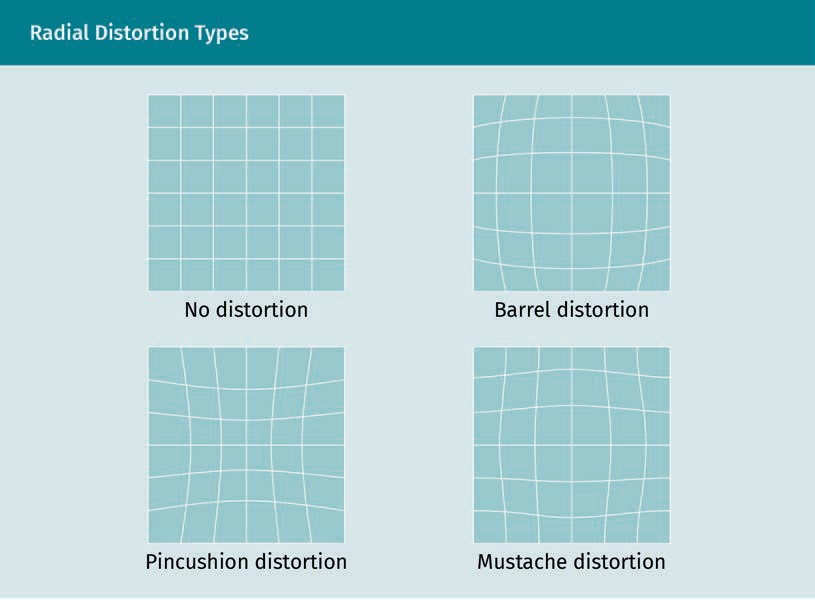 Radial Distortion Types
No distortion
Barrel distortion
Pincushion distortion
Mustache distortion